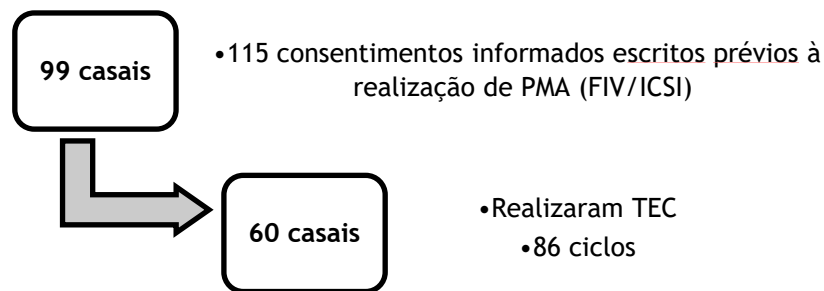 99 casais
•115 consentimentos informados escritos prévios à
realização de PMA (FIV/ICSI)
60 casais
•Realizaram TEC
•86 ciclos